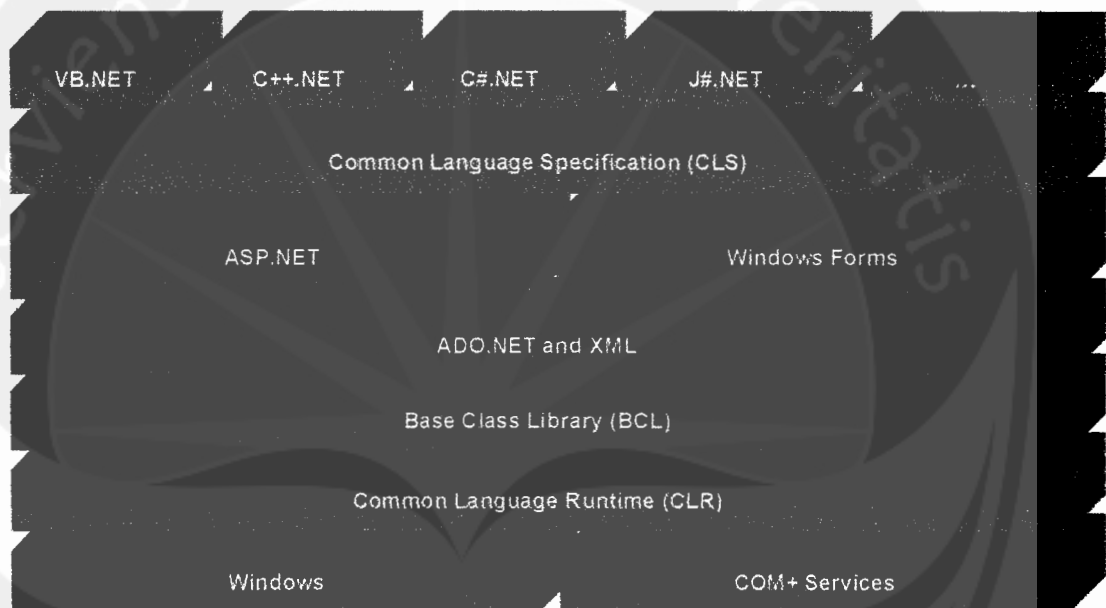 VB.NET C++.NET C#.NET J#.NET ...
Common Language Specification (CLS)
ASP.NET Windows Forms
ADO.NET and XML
Base Class Library (BCL)
Common Language Runtime (CLR)
Windows COM+ Services